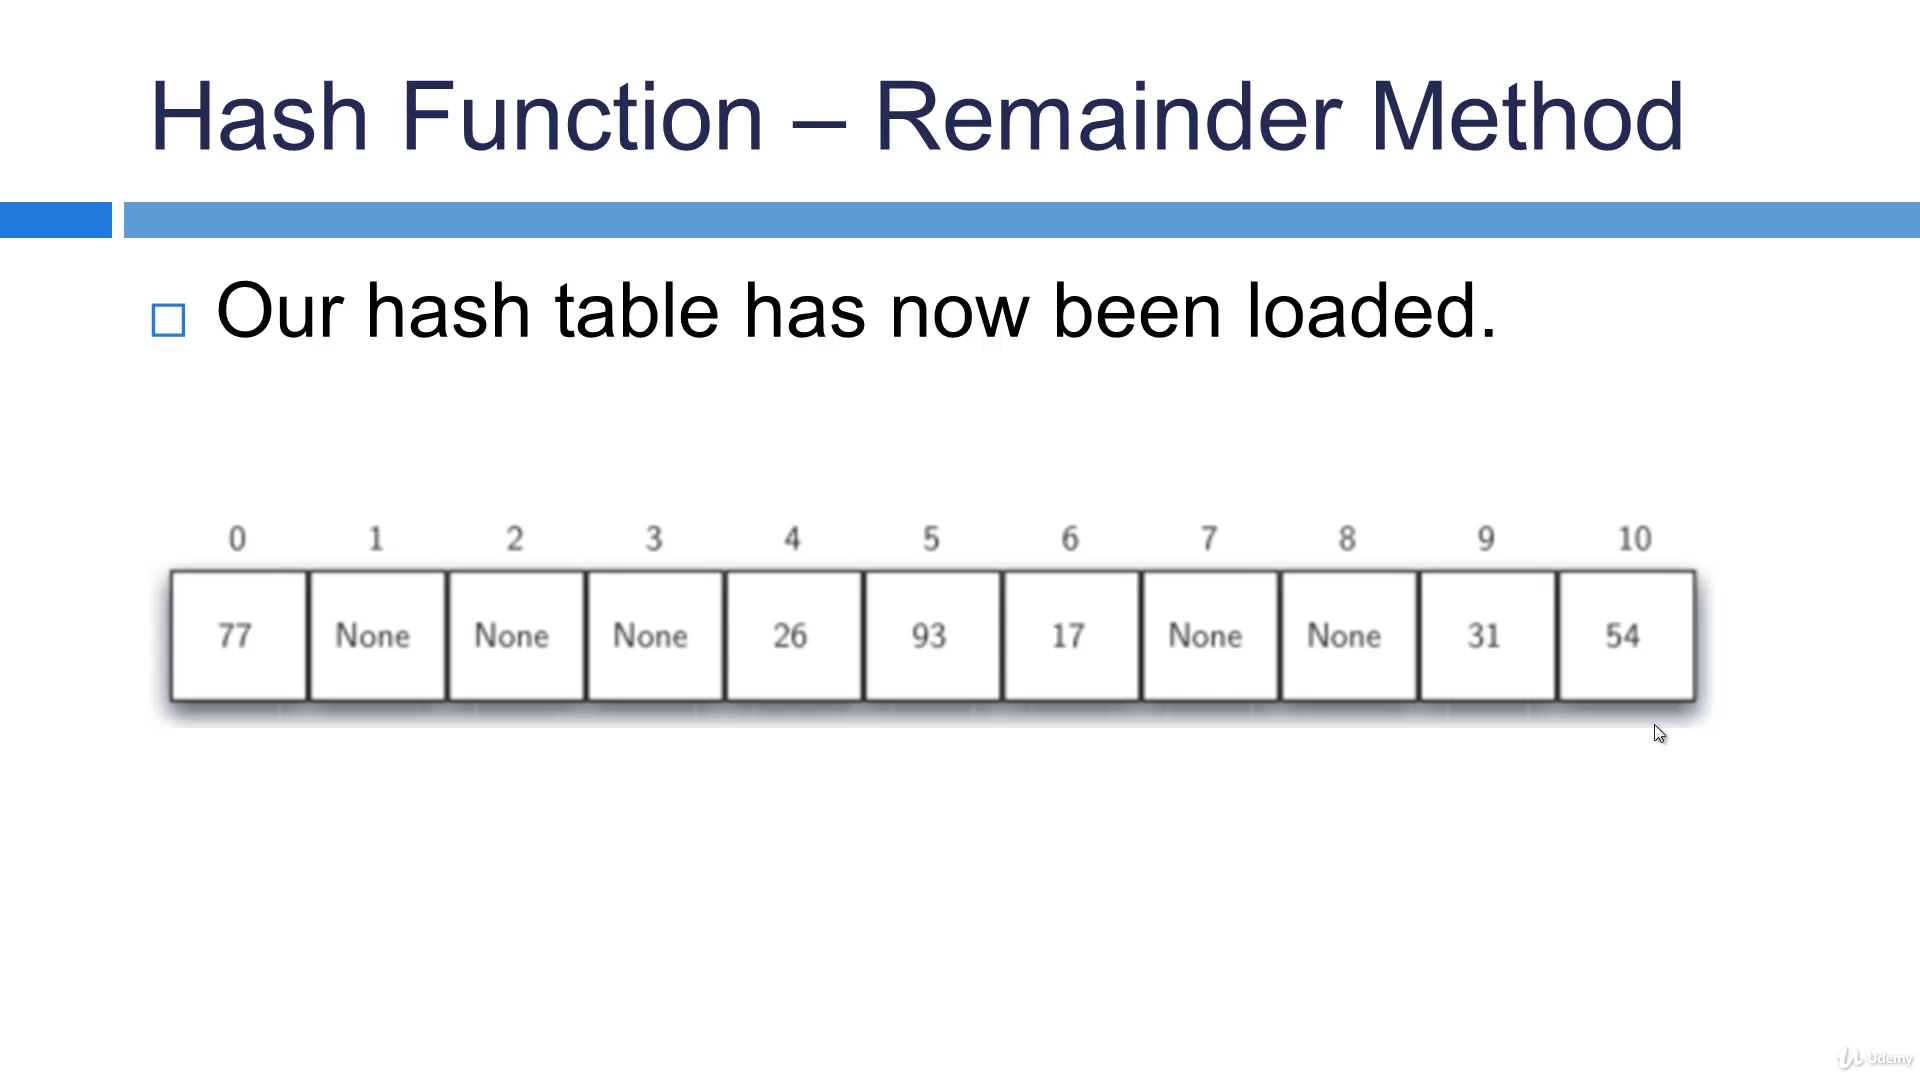 Hash Function – Remainder Method
Our hash table has now been loaded.
0 1 2 3 4 5 6 7 8 9 10
77 None None None 26 93 17 None None 31 54
Udemy